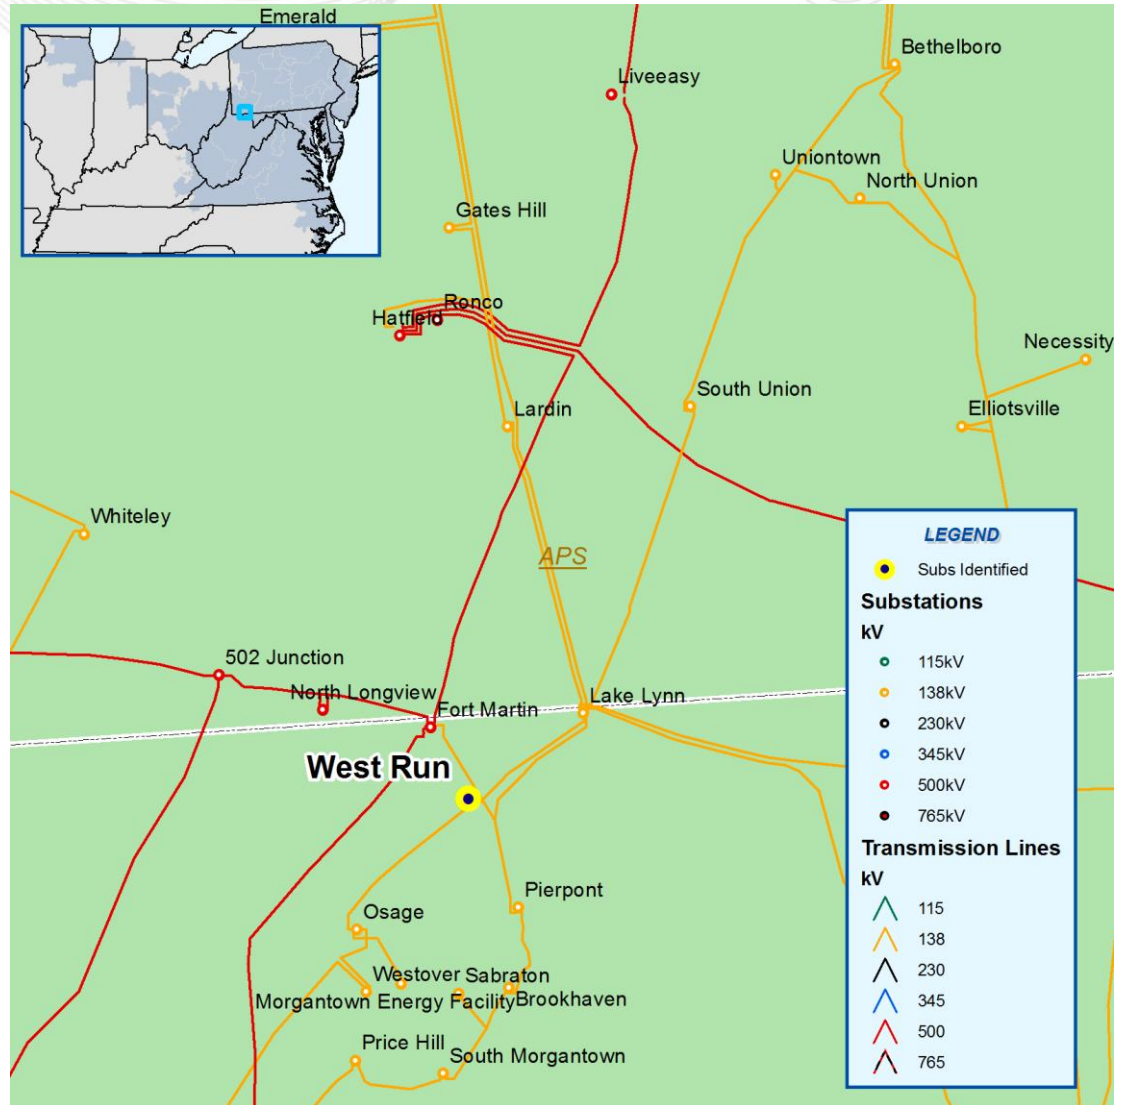 Emerald
Bethelboro
Liveeasy
Uniontown
North Union
Gates Hill
Ronco
Hatfield
Necessity
South Union
Elliotsville
Lardin
Whiteley
APS
502 Junction
North Longview
Lake Lynn
Fort Martin
West Run
Pierpont
Osage
Westover
Sabraton
Morgantown Energy Facility
Brookhaven
Price Hill
South Morgantown
LEGEND
Subs Identified
Substations
kV
115kV
138kV
230kV
345kV
500kV
765kV
Transmission Lines
kV
115
138
230
345
500
765